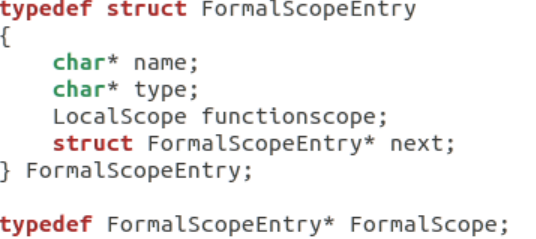 typedef struct FormalScopeEntry
{
    char* name;
    char* type;
    LocalScope functionscope;
    struct FormalScopeEntry* next;
} FormalScopeEntry;

typedef FormalScopeEntry* FormalScope;